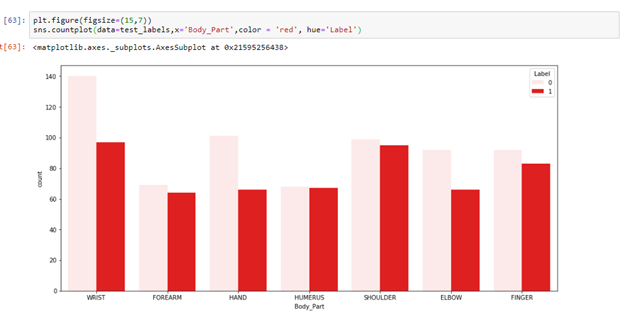 [63]: plt.figure(figsize=(15,7))
sns.countplot(data=test_labels,x='Body_Part',color = 'red', hue='Label')
t[63]: <matplotlib.axes._subplots.AxesSubplot at 0x21595256438>
Label
0
1
140
120
100
80
60
40
20
0
count
WRIST FOREARM HAND HUMERUS SHOULDER ELBOW FINGER
Body_Part